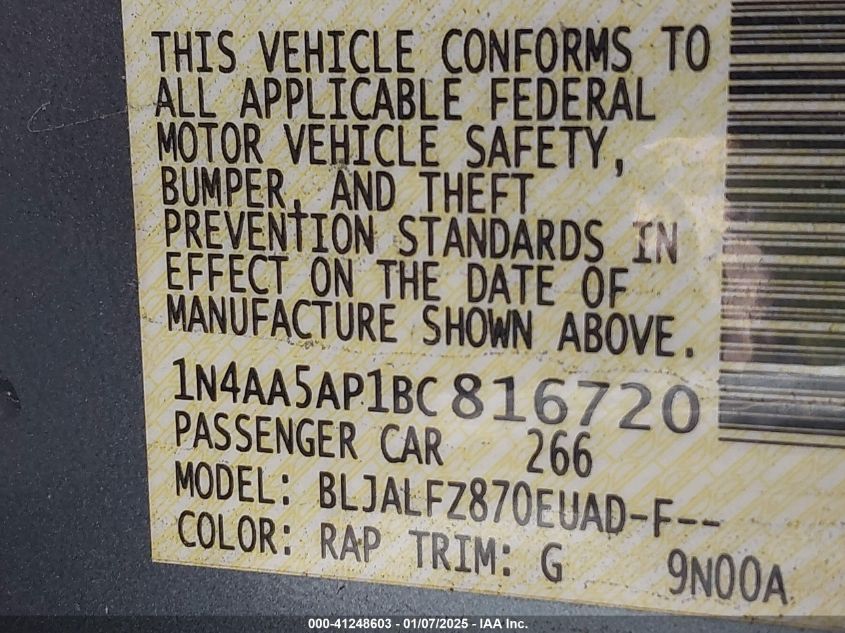 THIS VEHICLE CONFORMS TO
ALL APPLICABLE FEDERAL
MOTOR VEHICLE SAFETY,
BUMPER, AND THEFT
PREVENTION STANDARDS IN
EFFECT ON THE DATE OF
MANUFACTURE SHOWN ABOVE.
1N4AA5AP1BC816720
PASSENGER CAR 266
MODEL: BLJALFZ870EUAD-F--
COLOR: RAP TRIM: G 9N00A
000-41248603 - 01/07/2025 - IAA Inc.